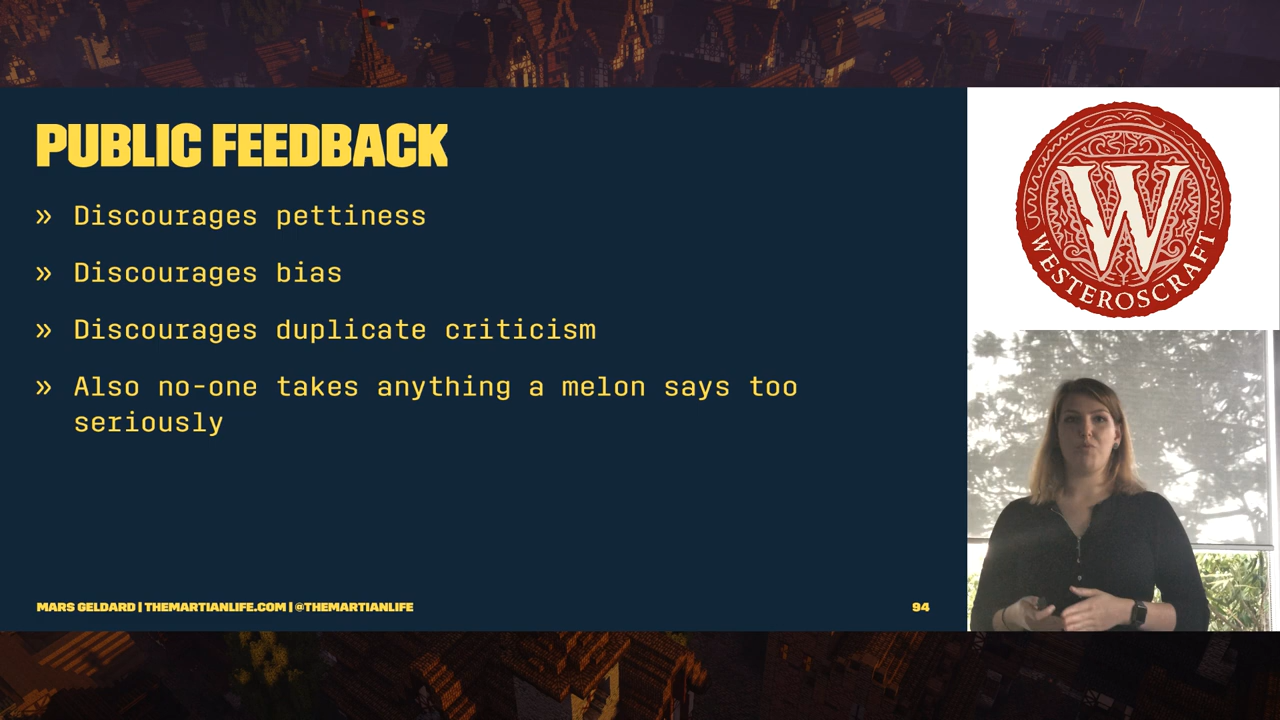 PUBLIC FEEDBACK
» Discourages pettiness
» Discourages bias
» Discourages duplicate criticism
» Also no-one takes anything a melon says too
seriously
MARS GELDARD | THEMARTIANLIFE.COM | @THEMARTIANLIFE
94
W
WESTEROSCRAFT